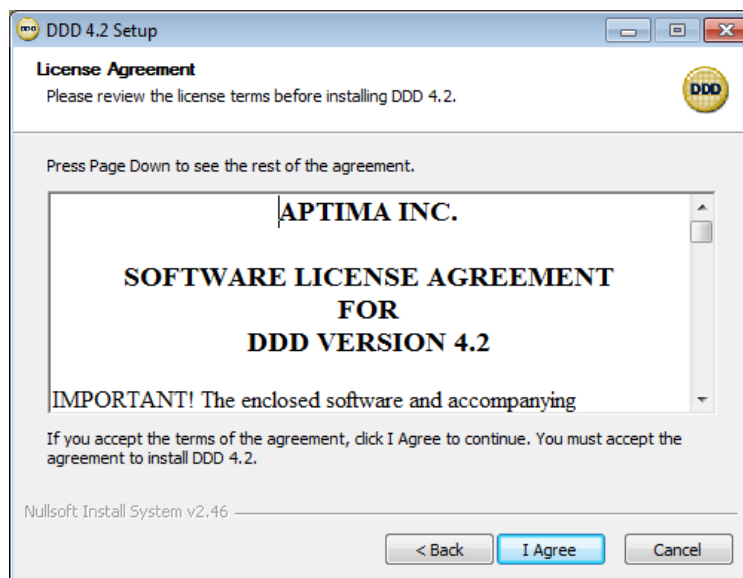 DDD 4.2 Setup
License Agreement
Please review the license terms before installing DDD 4.2.
DDD
Press Page Down to see the rest of the agreement.
APTIMA INC.
SOFTWARE LICENSE AGREEMENT
FOR
DDD VERSION 4.2
IMPORTANT! The enclosed software and accompanying
If you accept the terms of the agreement, click I Agree to continue. You must accept the
agreement to install DDD 4.2.
Nullsoft Install System v2.46
< Back I Agree Cancel